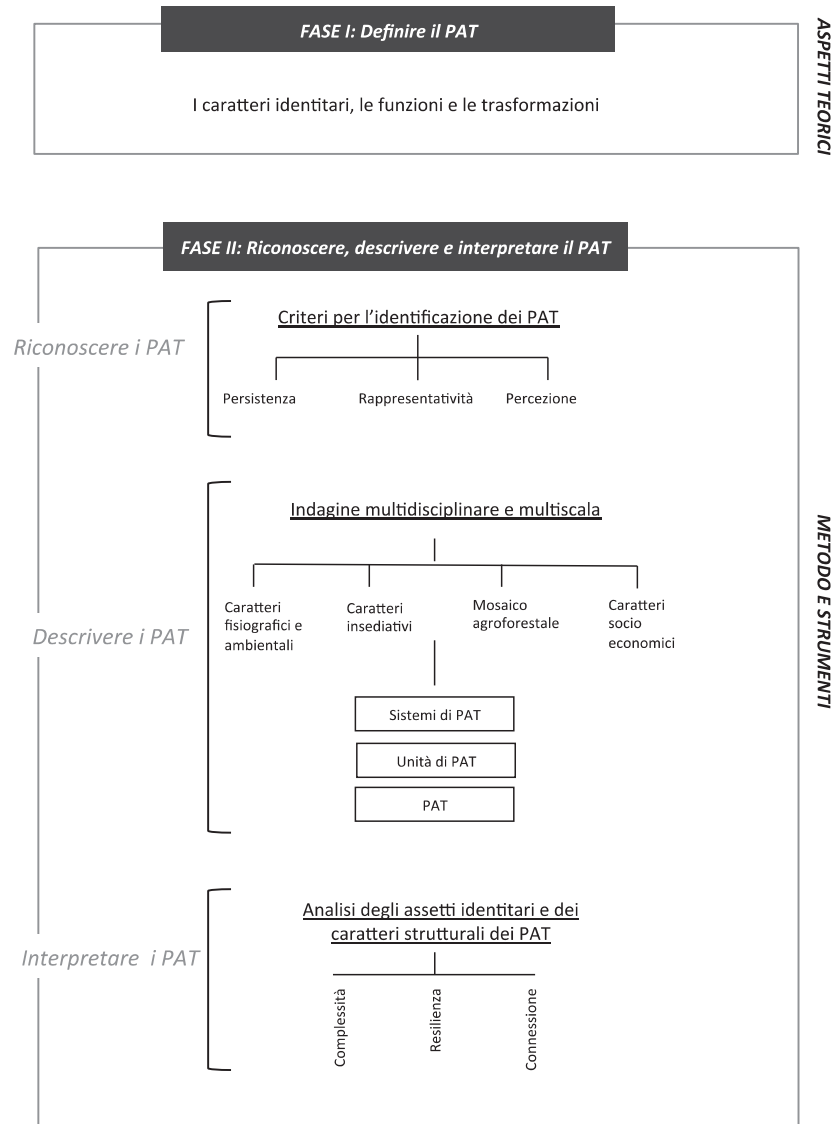 FASE I: Definire il PAT
I caratteri identitari, le funzioni e le trasformazioni
ASPETTI TEORICI
FASE II: Riconoscere, descrivere e interpretare il PAT
Riconoscere i PAT
Criteri per l'identificazione dei PAT
Persistenza
Rappresentatività
Percezione
METODO E STRUMENTI
Descrivere i PAT
Indagine multidisciplinare e multiscala
Caratteri
fisiografici e
ambientali
Caratteri
insediativi
Mosaico
agroforestale
Caratteri
socio
economici
Sistemi di PAT
Unità di PAT
PAT
Interpretare i PAT
Analisi degli assetti identitari e dei
caratteri strutturali dei PAT
Complessità
Resilienza
Connessione